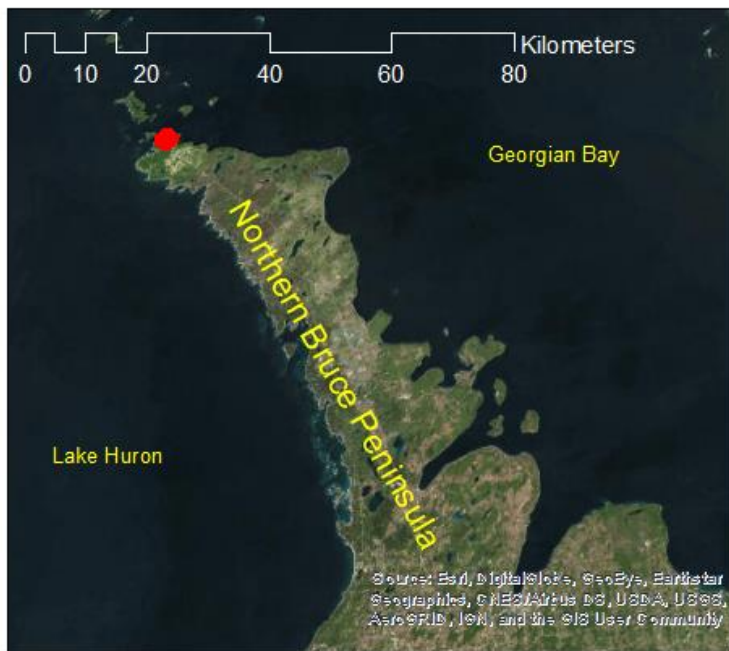 Kilometers
0 10 20 40 60 80
Georgian Bay
Northern Bruce Peninsula
Lake Huron
Source: Esri, DigitalGlobe, GeoEye, Earthstar
Geographics, CNES/Airbus DS, USDA, USGS,
AeroGRID, IGN, and the GIS User Community